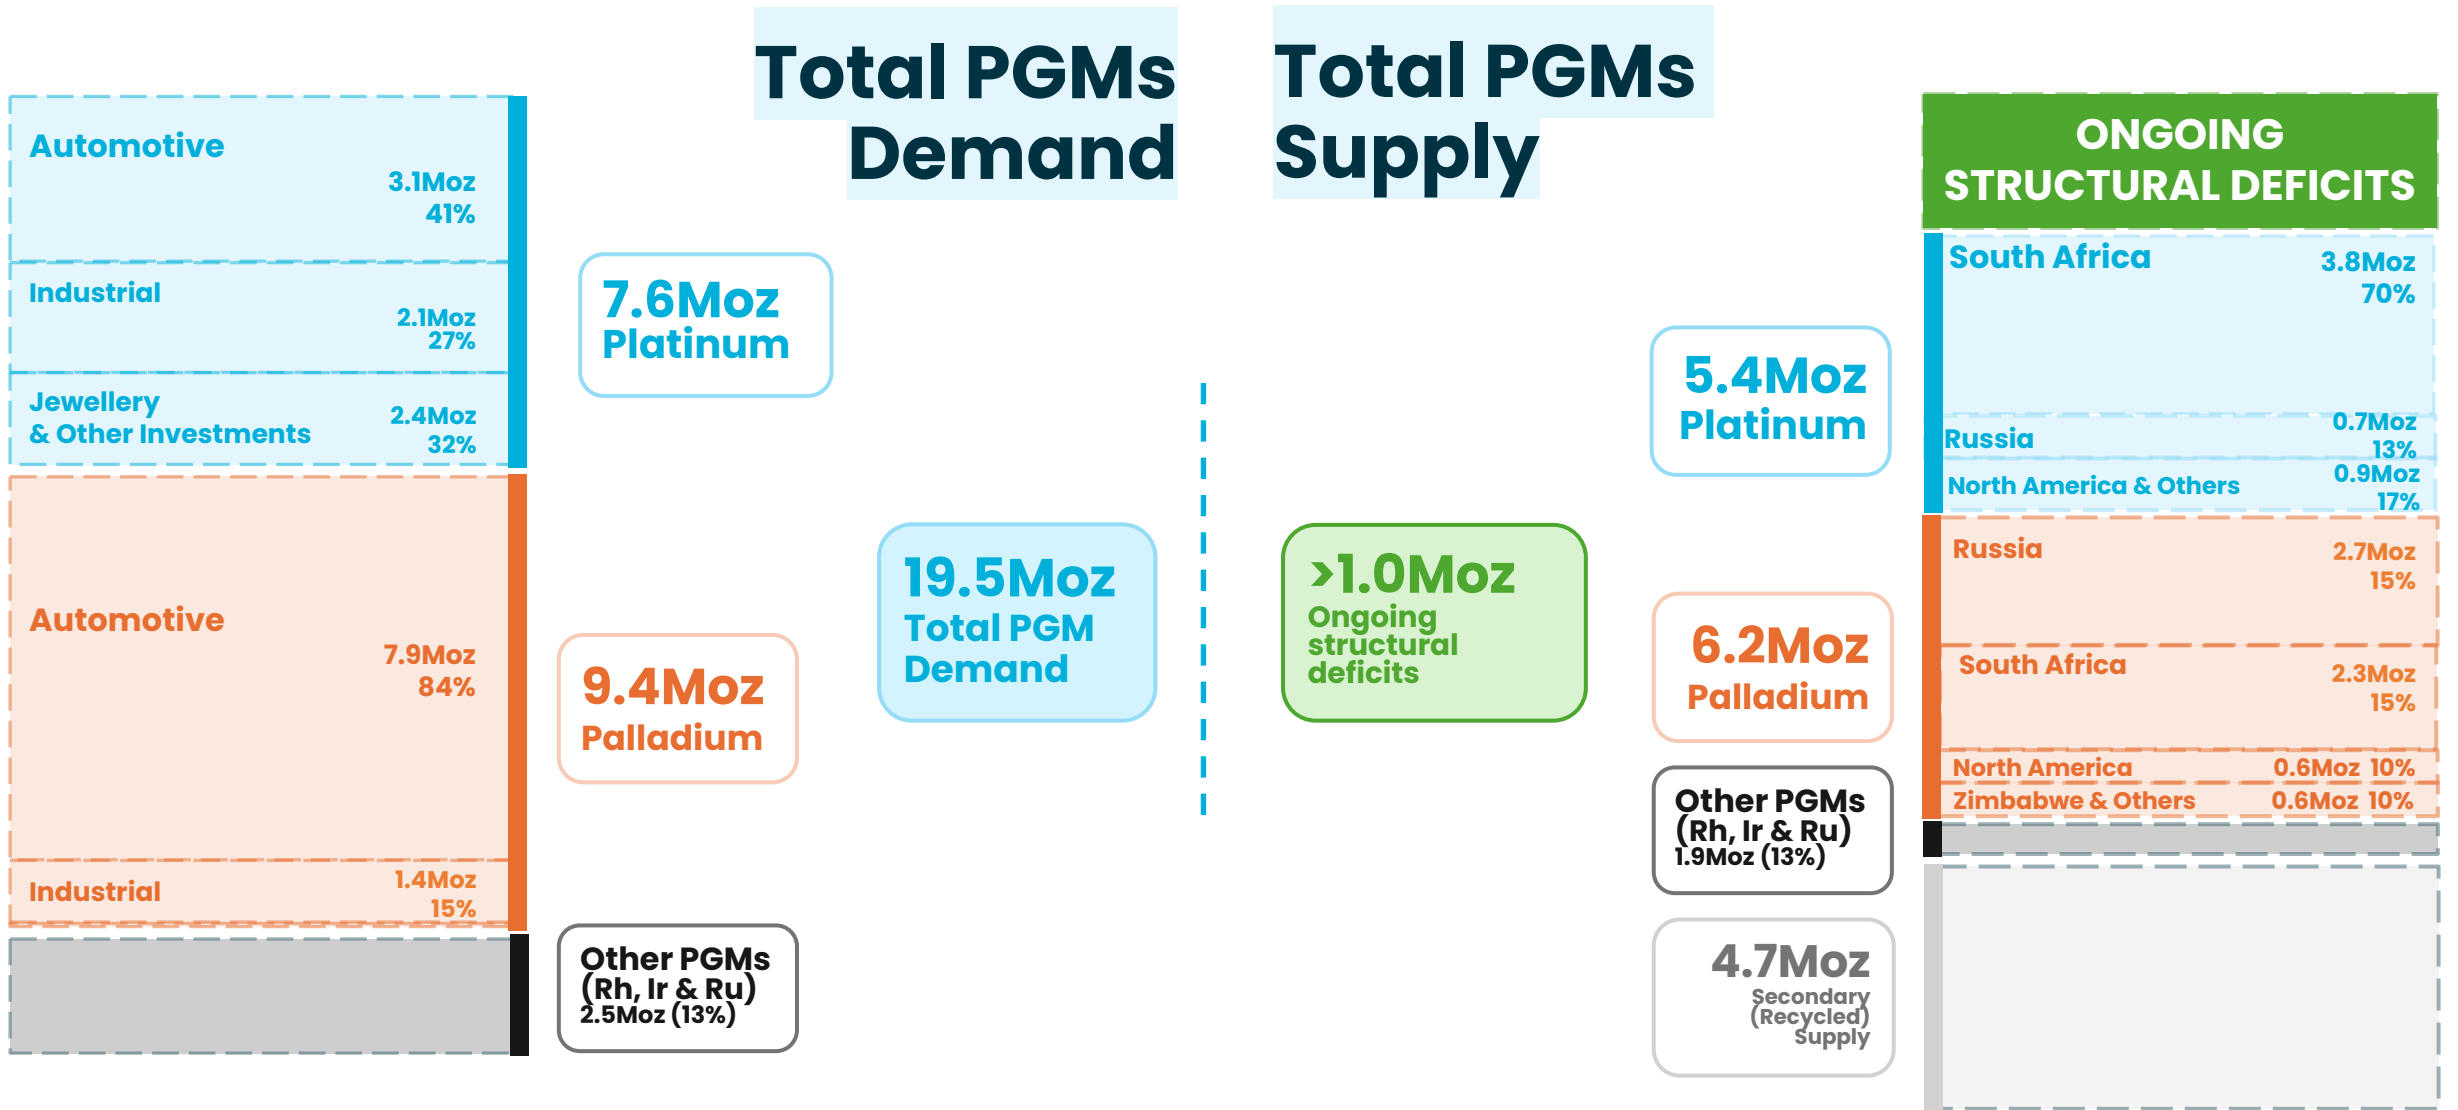 Total PGMs
Demand
Automotive
3.1Moz
41%
Industrial
2.1Moz
27%
Jewellery
& Other Investments
2.4Moz
32%
7.6Moz
Platinum
Automotive
7.9Moz
84%
Industrial
1.4Moz
15%
9.4Moz
Palladium
Other PGMs
(Rh, Ir & Ru)
2.5Moz (13%)
19.5Moz
Total PGM
Demand
Total PGMs
Supply
>1.0Moz
Ongoing
structural
deficits
5.4Moz
Platinum
6.2Moz
Palladium
Other PGMs
(Rh, Ir & Ru)
1.9Moz (13%)
4.7Moz
Secondary
(Recycled)
Supply
ONGOING
STRUCTURAL DEFICITS
South Africa
3.8Moz
70%
Russia
0.7Moz
13%
North America & Others
0.9Moz
17%
Russia
2.7Moz
15%
South Africa
2.3Moz
15%
North America 0.6Moz 10%
Zimbabwe & Others 0.6Moz 10%